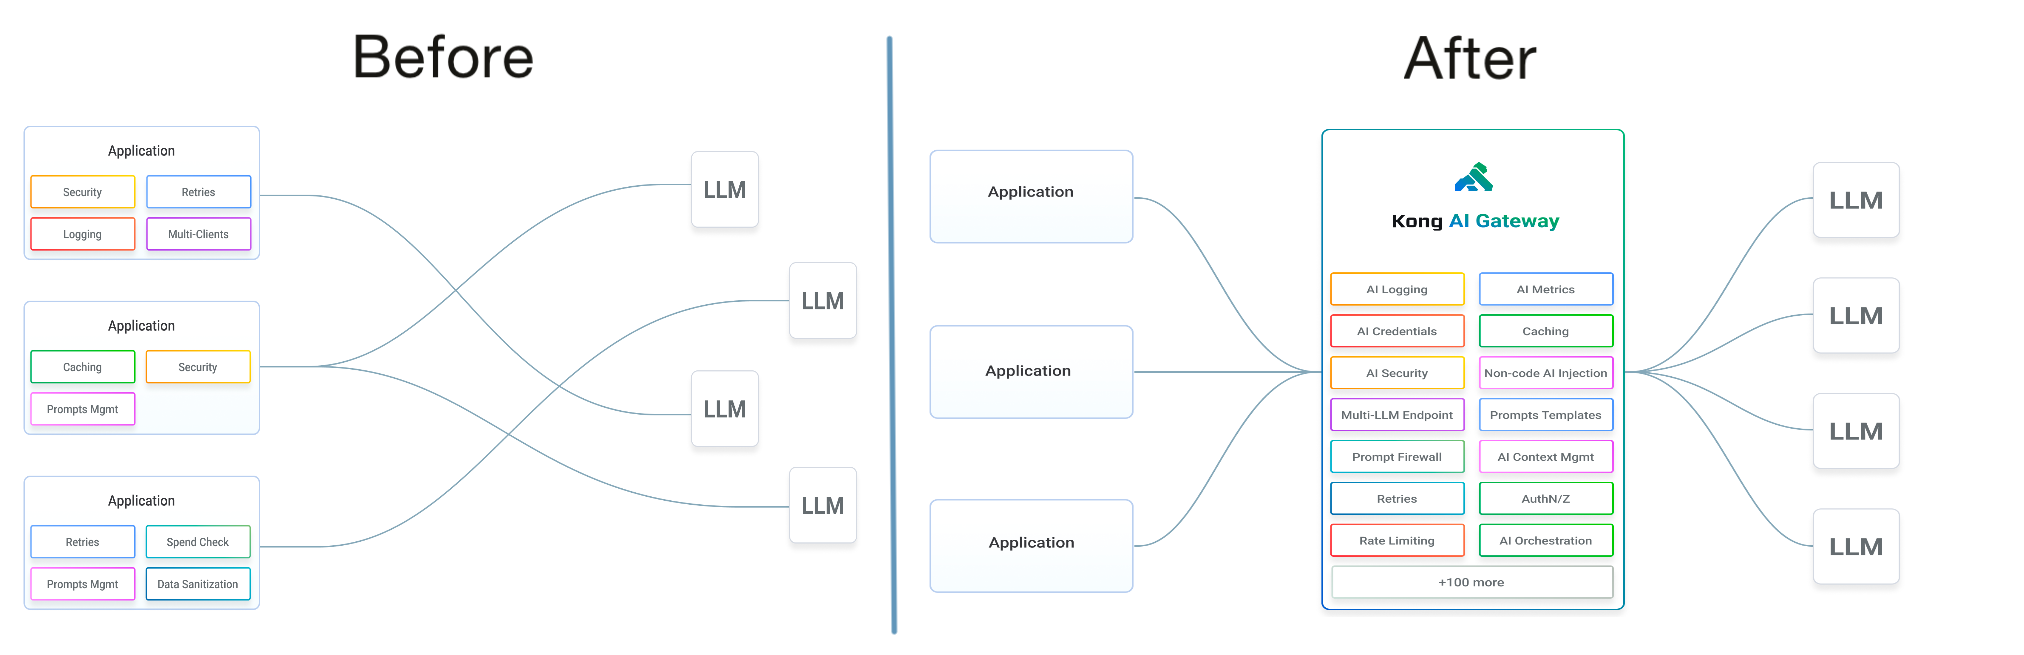 Before
Application
Security
Retries
Logging
Multi-Clients
Application
Caching
Security
Prompts Mgmt
Application
Retries
Spend Check
Prompts Mgmt
Data Sanitization
LLM
LLM
LLM
LLM
After
Application
Application
Application
Kong AI Gateway
AI Logging
AI Metrics
AI Credentials
Caching
AI Security
Non-code AI Injection
Multi-LLM Endpoint
Prompts Templates
Prompt Firewall
AI Context Mgmt
Retries
AuthN/Z
Rate Limiting
AI Orchestration
+100 more
LLM
LLM
LLM
LLM